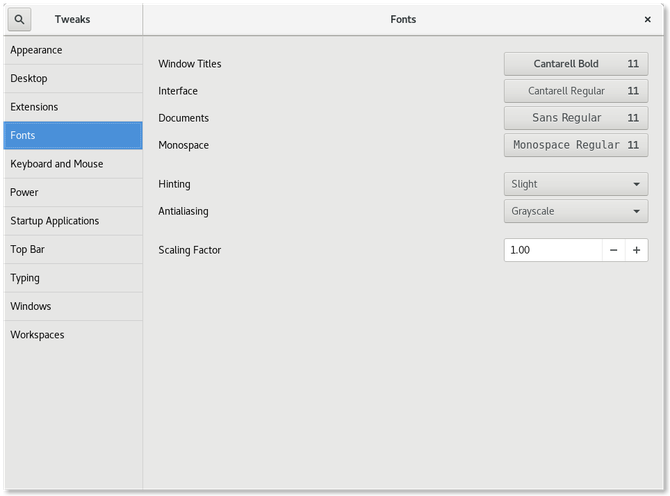 Tweaks
Fonts
Appearance
Desktop
Extensions
Fonts
Keyboard and Mouse
Power
Startup Applications
Top Bar
Typing
Windows
Workspaces
Window Titles Cantarell Bold 11
Interface Cantarell Regular 11
Documents Sans Regular 11
Monospace Monospace Regular 11
Hinting Slight
Antialiasing Grayscale
Scaling Factor 1.00 − +